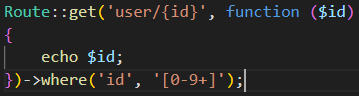 Route::get('user/{id}', function ($id)
{
    echo $id;
})->where('id', '[0-9+]');